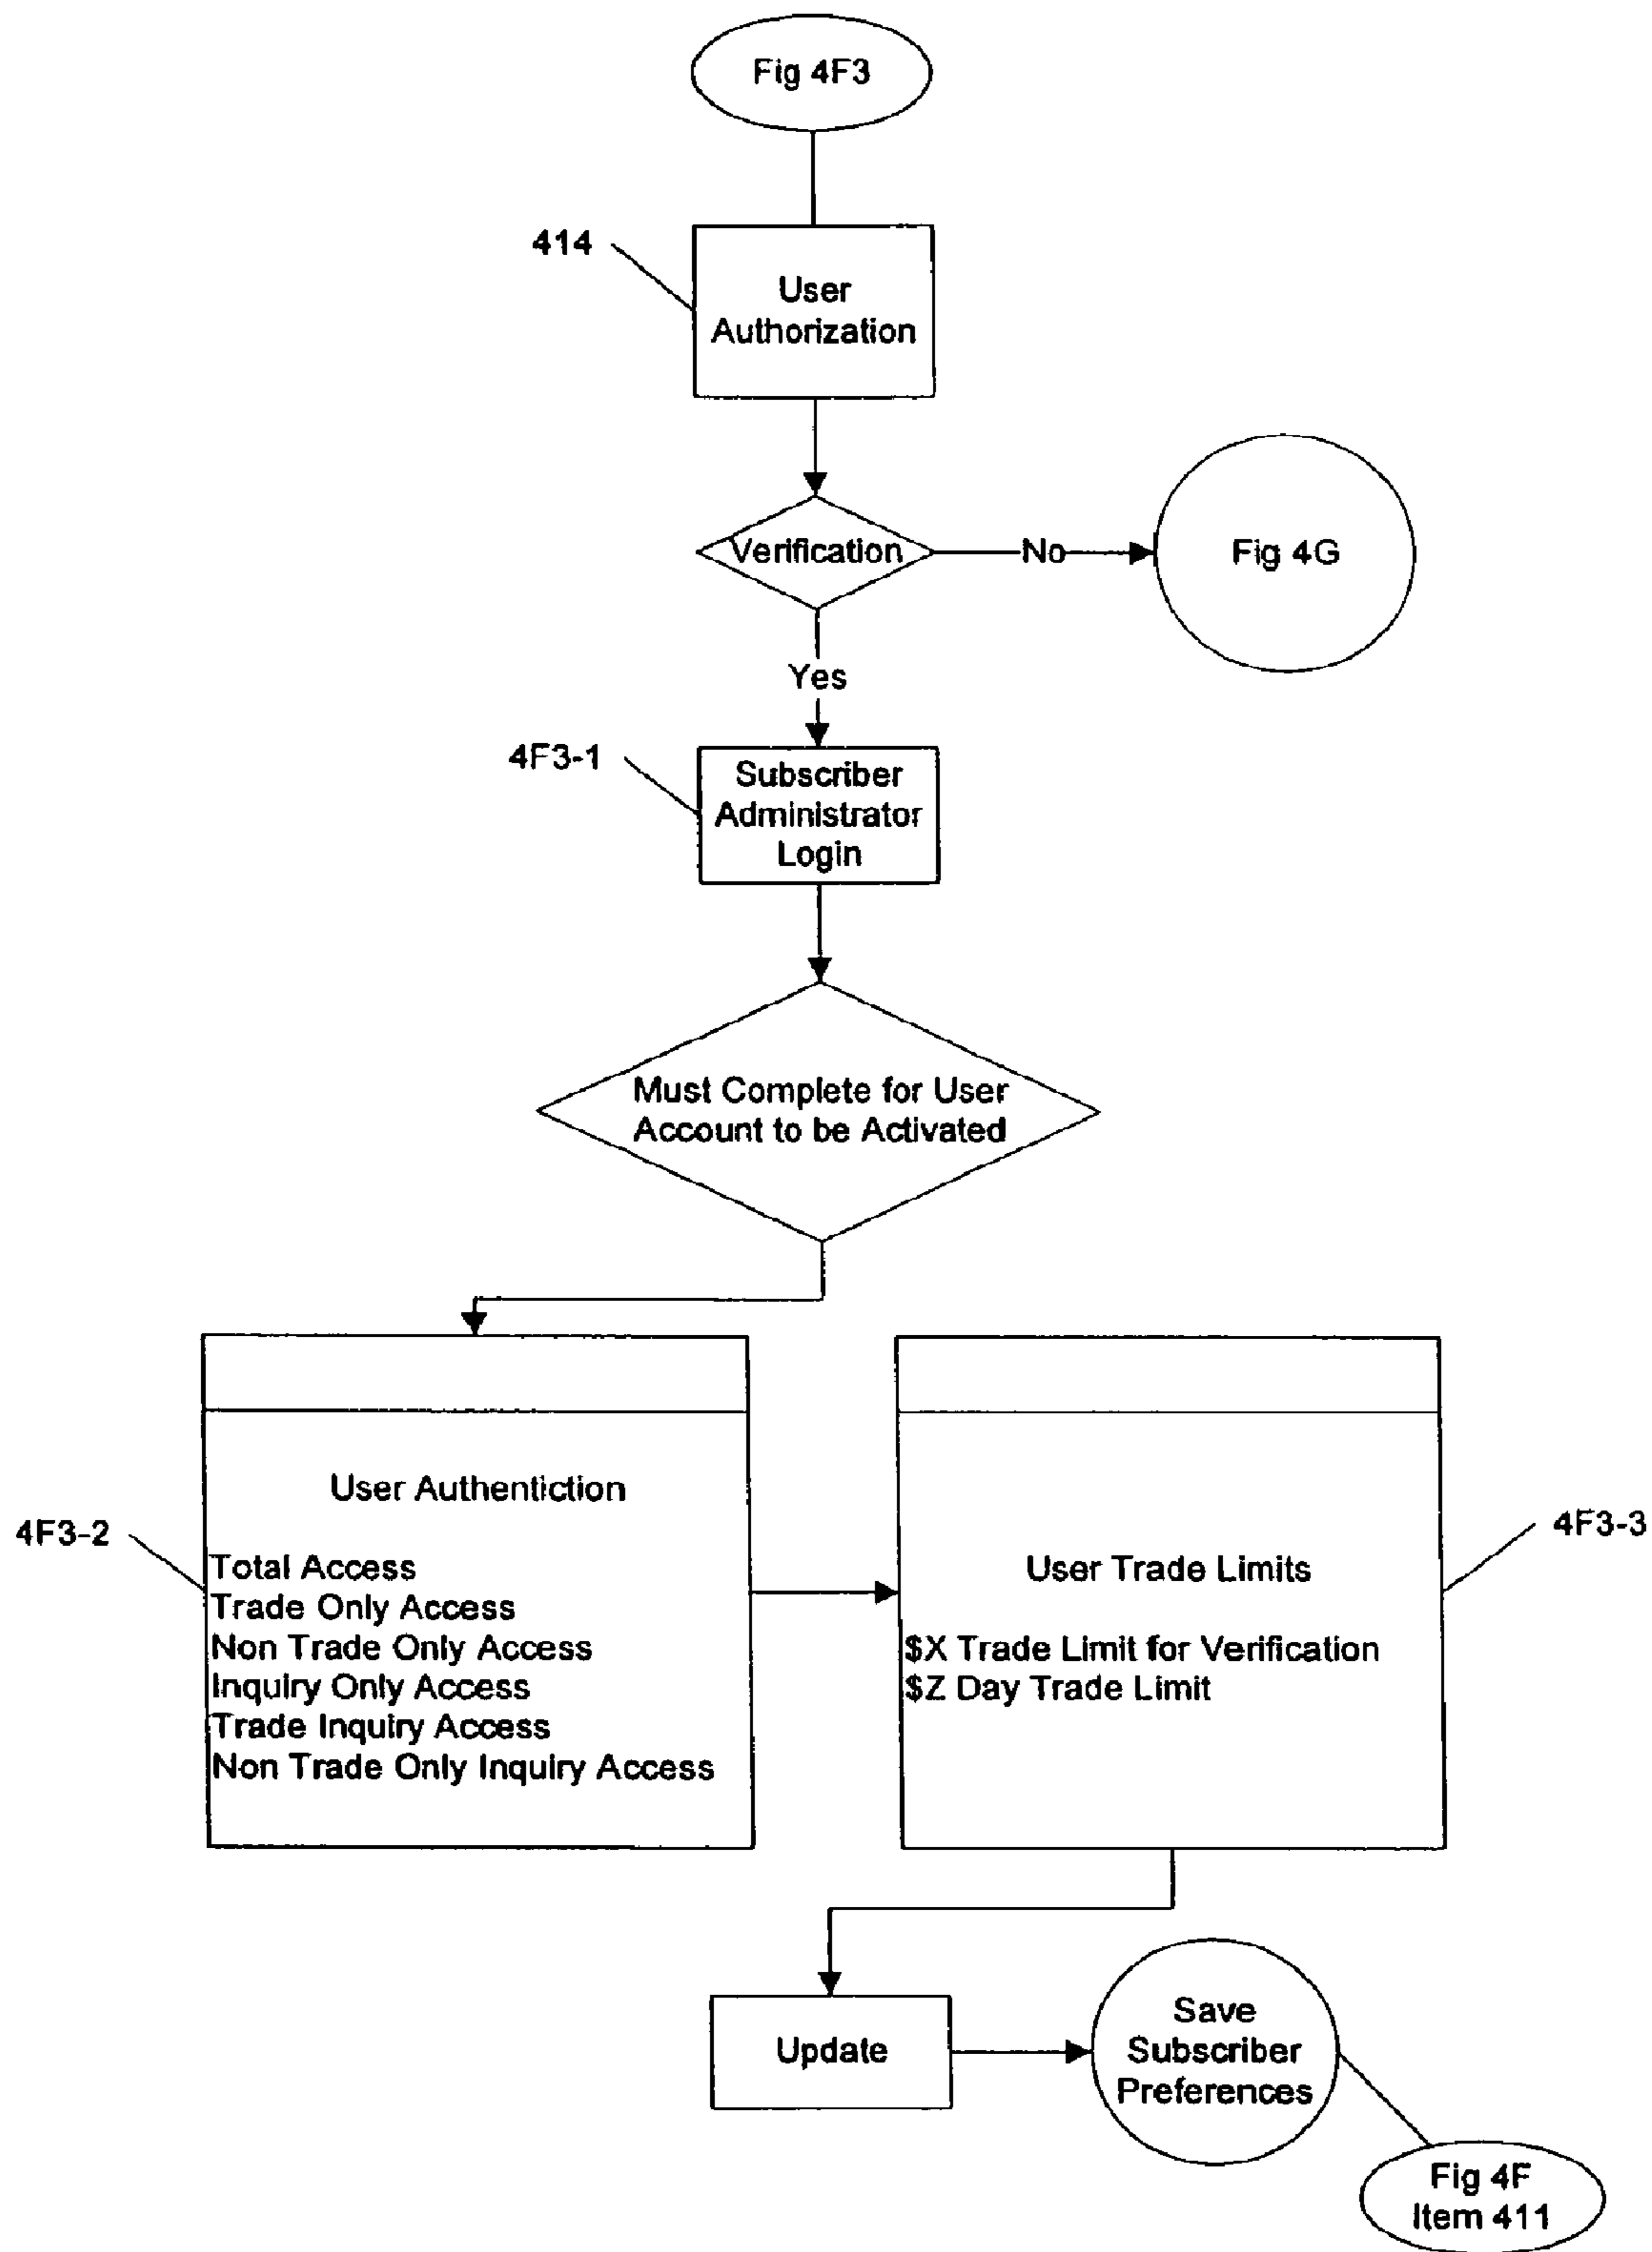 Fig 4F3
414
User
Authorization
Verification
No
Fig 4G
Yes
4F3-1
Subscriber
Administrator
Login
Must Complete for User
Account to be Activated
User Authentiction
4F3-2
Total Access
Trade Only Access
Non Trade Only Access
Inquiry Only Access
Trade Inquiry Access
Non Trade Only Inquiry Access
4F3-3
User Trade Limits
$X Trade Limit for Verification
$Z Day Trade Limit
Update
Save
Subscriber
Preferences
Fig 4F
Item 411